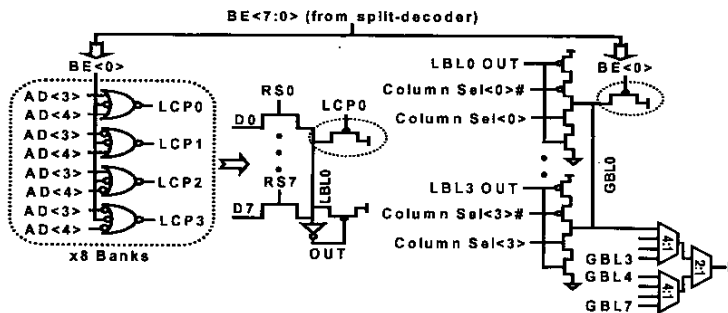 BE<7:0> (from split-decoder)
BE<0>
AD<3>
AD<4>
LCP0
AD<3>
AD<4>
LCP1
AD<3>
AD<4>
LCP2
AD<3>
AD<4>
LCP3
x8 Banks
RS0
D0
LCP0
RS7
LBL0
D7
OUT
LBL0 OUT
BE<0>
Column Sel<0>#
Column Sel<0>
GBL0
LBL3 OUT
Column Sel<3>#
Column Sel<3>
GBL3
4:1
2:1
GBL4
4:1
GBL7